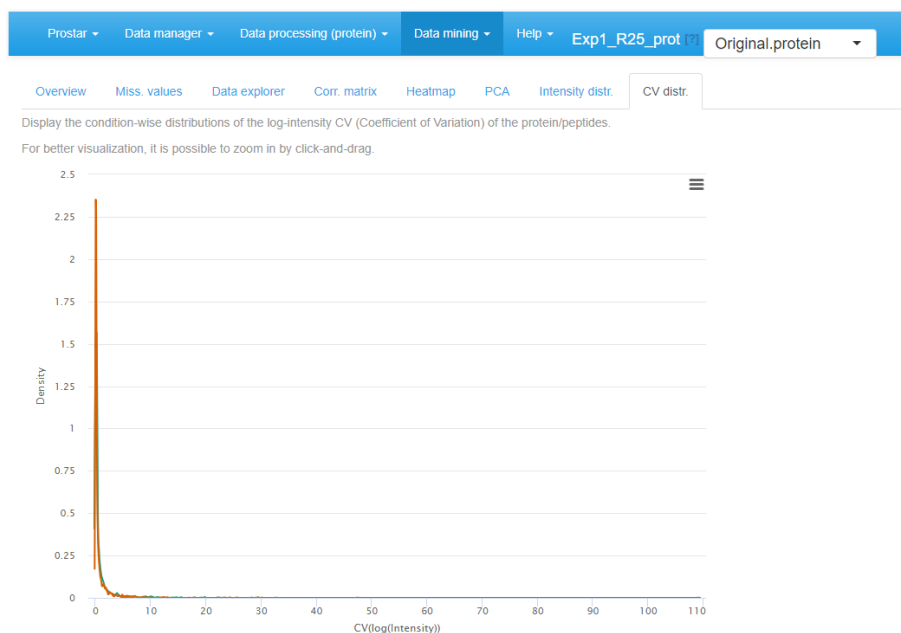 Prostar Data manager Data processing (protein) Data mining Help Exp1_R25_prot [?] Original.protein
Overview Miss. values Data explorer Corr. matrix Heatmap PCA Intensity distr. CV distr.
Display the condition-wise distributions of the log-intensity CV (Coefficient of Variation) of the protein/peptides.
For better visualization, it is possible to zoom in by click-and-drag.
2.5
2.25
2
1.75
1.5
1.25
1
0.75
0.5
0.25
0
Density
0 10 20 30 40 50 60 70 80 90 100 110
CV(log(Intensity))